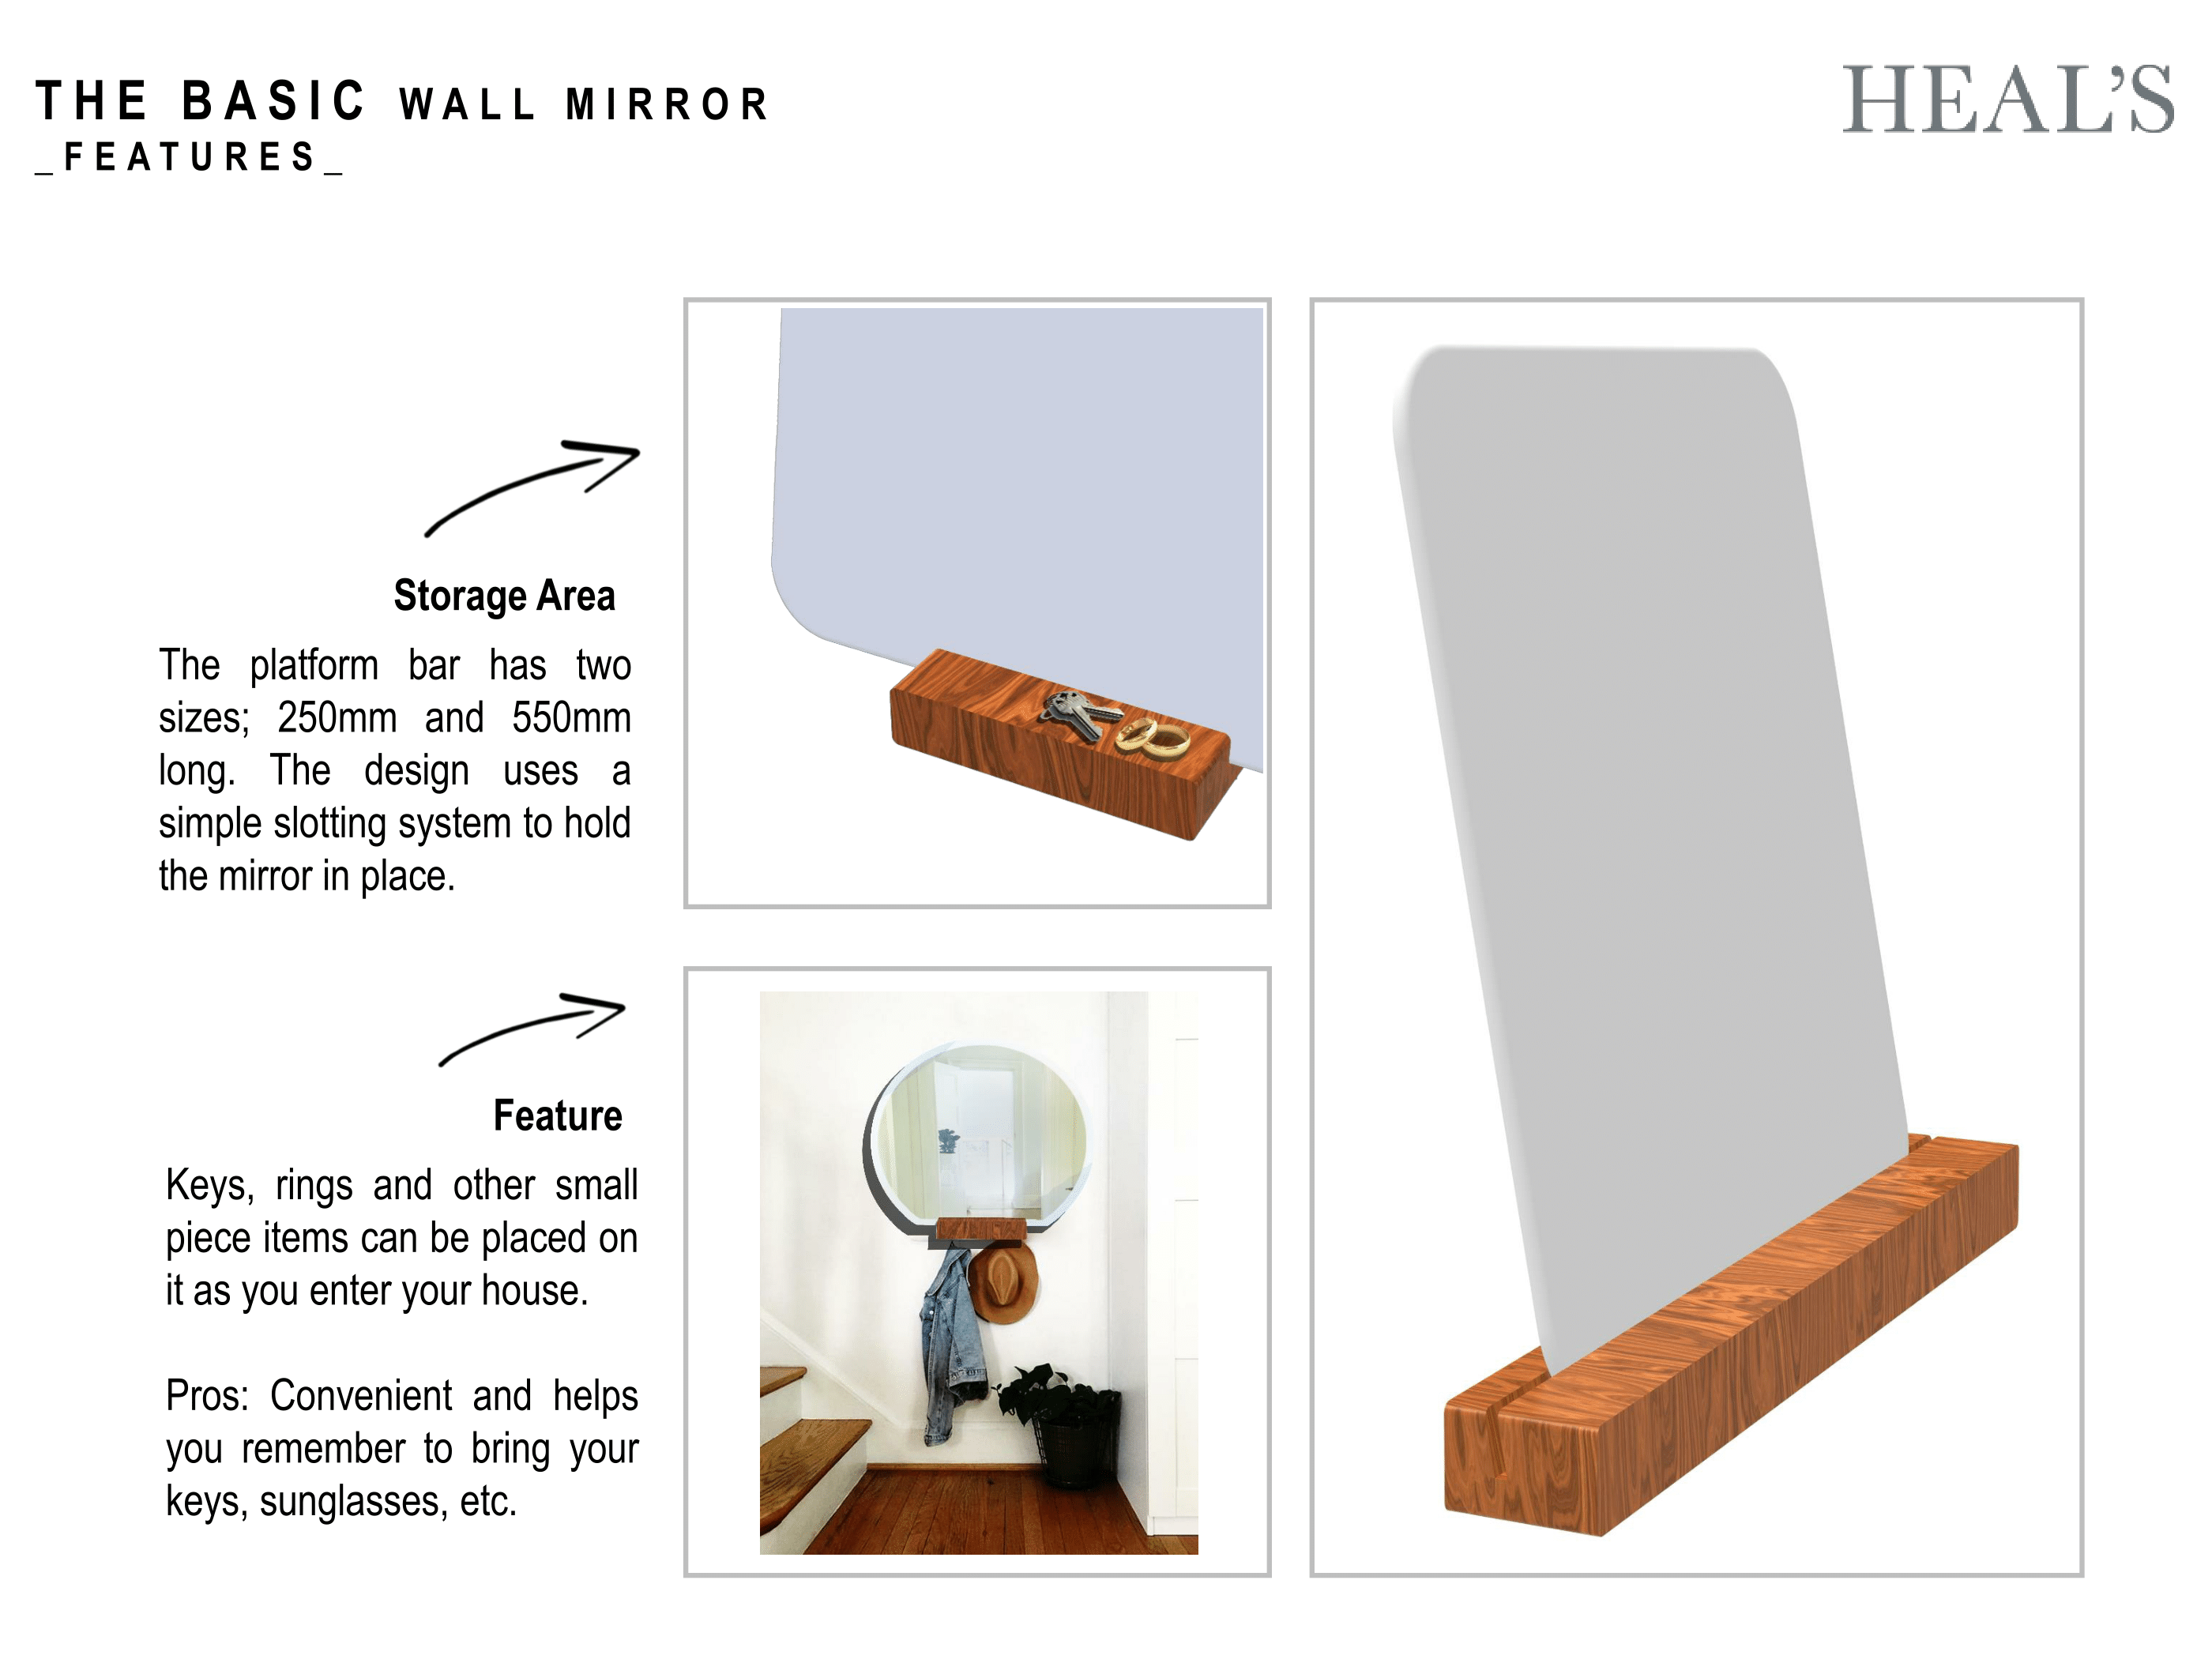 THE BASIC WALL MIRROR
_FEATURES_
HEAL'S
Storage Area
The platform bar has two
sizes; 250mm and 550mm
long. The design uses a
simple slotting system to hold
the mirror in place.
Feature
Keys, rings and other small
piece items can be placed on
it as you enter your house.
Pros: Convenient and helps
you remember to bring your
keys, sunglasses, etc.